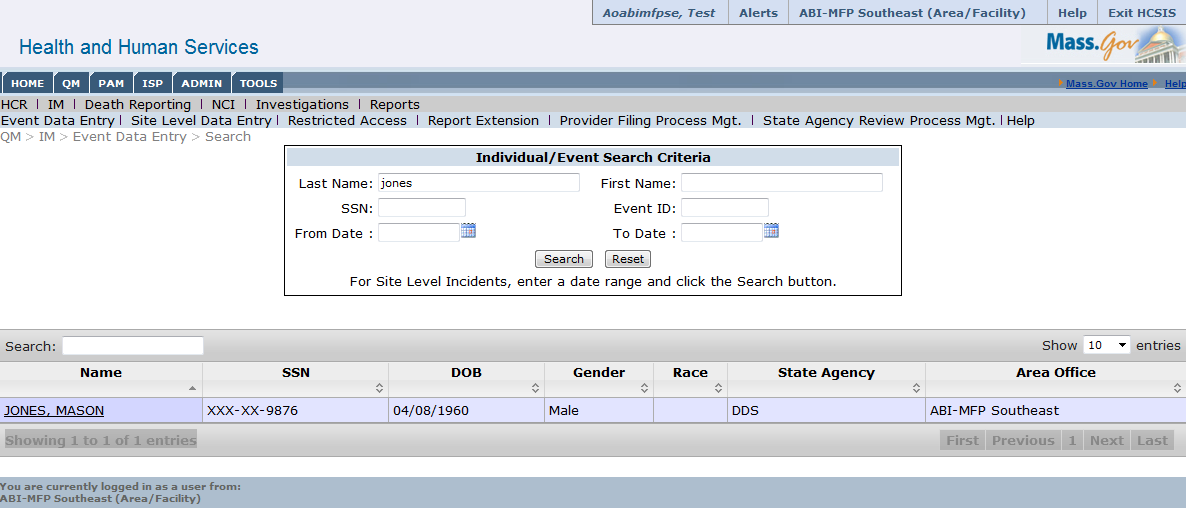 Aoabimfpse, Test Alerts ABI-MFP Southeast (Area/Facility) Help Exit HCSIS
Health and Human Services
Mass.Gov
HOME QM PAM ISP ADMIN TOOLS
Mass.Gov Home Help
HCR | IM | Death Reporting | NCI | Investigations | Reports
Event Data Entry | Site Level Data Entry | Restricted Access | Report Extension | Provider Filing Process Mgt. | State Agency Review Process Mgt. | Help
QM > IM > Event Data Entry > Search
Individual/Event Search Criteria
Last Name: jones First Name:
SSN: Event ID:
From Date : To Date :
Search Reset
For Site Level Incidents, enter a date range and click the Search button.
Search: Show 10 entries
Name SSN DOB Gender Race State Agency Area Office
JONES, MASON XXX-XX-9876 04/08/1960 Male DDS ABI-MFP Southeast
Showing 1 to 1 of 1 entries First Previous 1 Next Last
You are currently logged in as a user from:
ABI-MFP Southeast (Area/Facility)